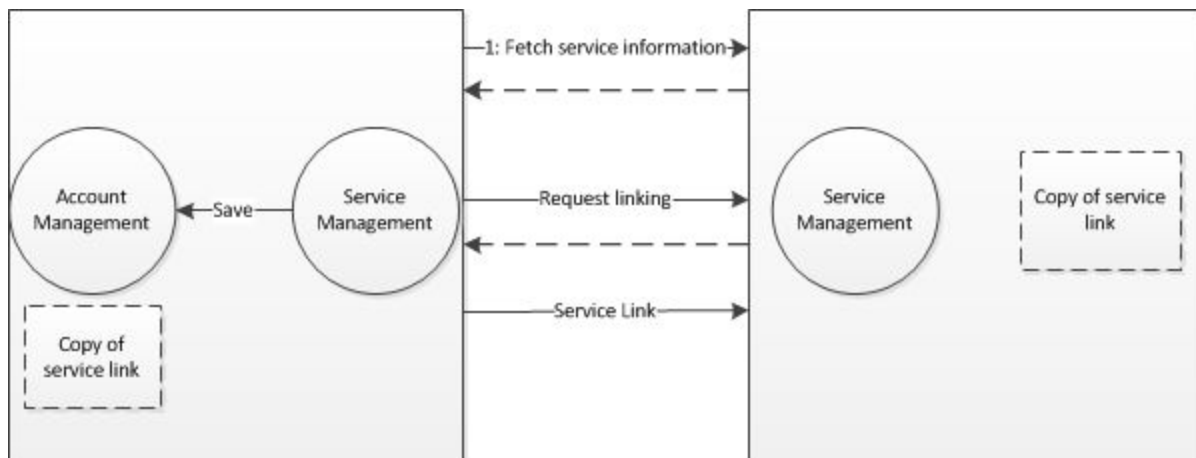 1: Fetch service information
Account
Management
Save
Service
Management
Request linking
Service
Management
Copy of service
link
Service Link
Copy of
service link